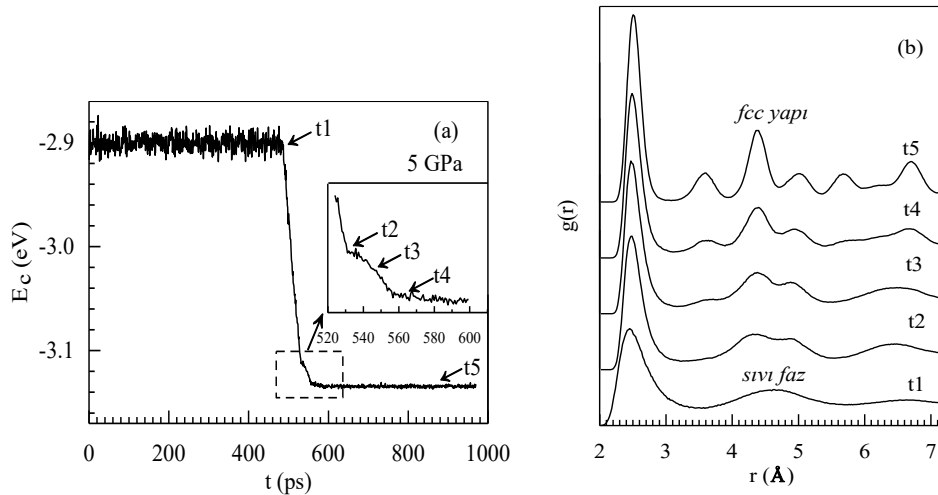 (a)
5 GPa
t1
-2.9
-3.0
-3.1
E_c (eV)
t2
t3
t4
520 540 560 580 600
t5
0 200 400 600 800 1000
t (ps)
(b)
fcc yapı
t5
t4
t3
t2
sıvı faz
t1
g(r)
2 3 4 5 6 7
r (Å)